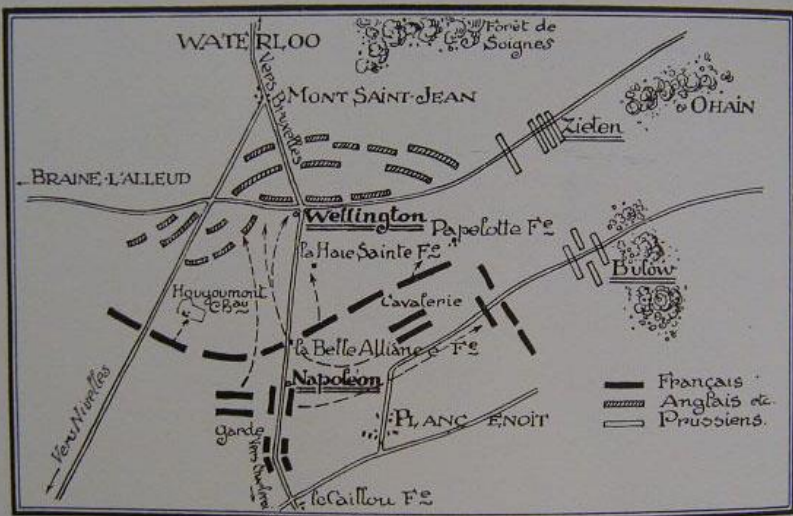 Forêt de
Soignes
WATERLOO
Vers Bruxelles
MONT SAINT-JEAN
OHAIN
Zieten
BRAINE-L'ALLEUD
Wellington
Papelotte Fe
la Haie Sainte Fe
Bulow
Hougoumont
Chau
Cavalerie
la Belle Alliance Fe
Napoléon
Français
Anglais etc.
Prussiens.
garde
PLANCENOIT
Vers Nivelles
le Caillou Fe